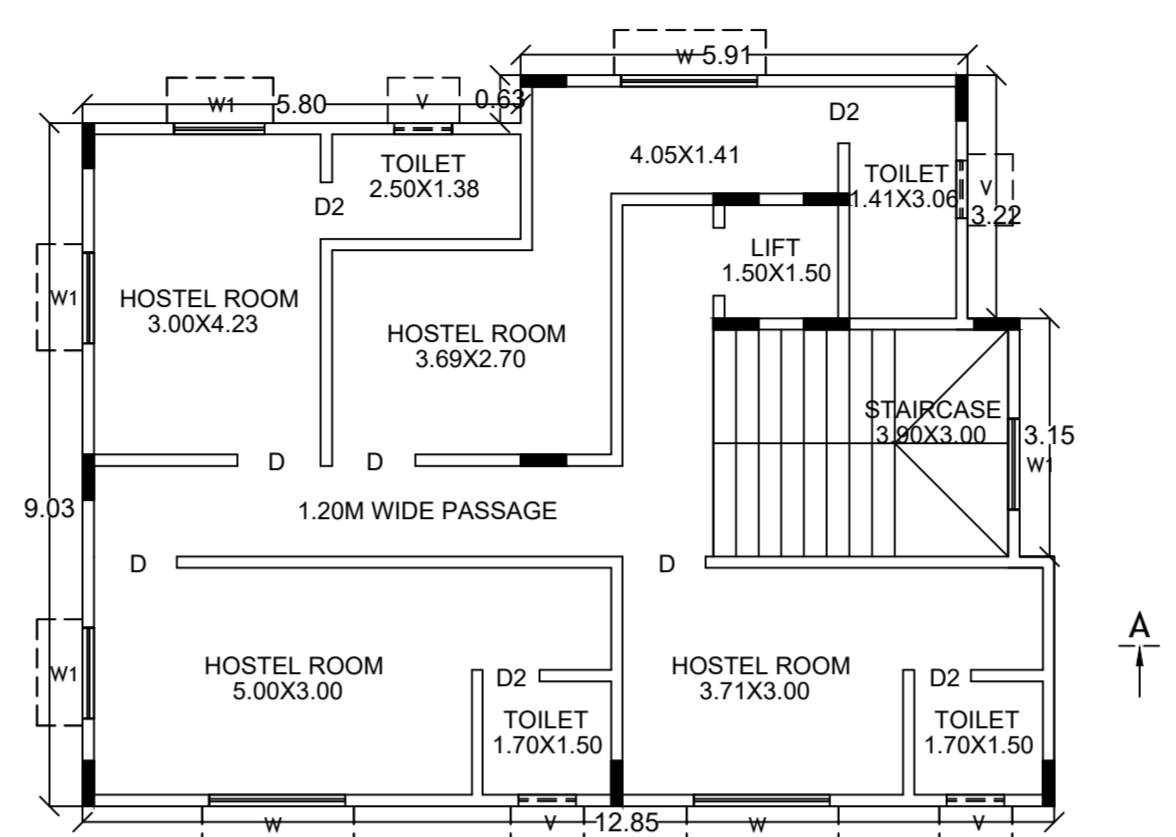 W 5.91
W1 5.80
V
0.63
D2
4.05X1.41
TOILET
2.50X1.38
TOILET
1.41X3.06
V
3.22
D2
LIFT
1.50X1.50
W1
HOSTEL ROOM
3.00X4.23
HOSTEL ROOM
3.69X2.70
STAIRCASE
3.90X3.00
3.15
W1
D
D
9.03
1.20M WIDE PASSAGE
D
D
A
W1
HOSTEL ROOM
5.00X3.00
D2
HOSTEL ROOM
3.71X3.00
D2
TOILET
1.70X1.50
TOILET
1.70X1.50
W
V
12.85
W
V